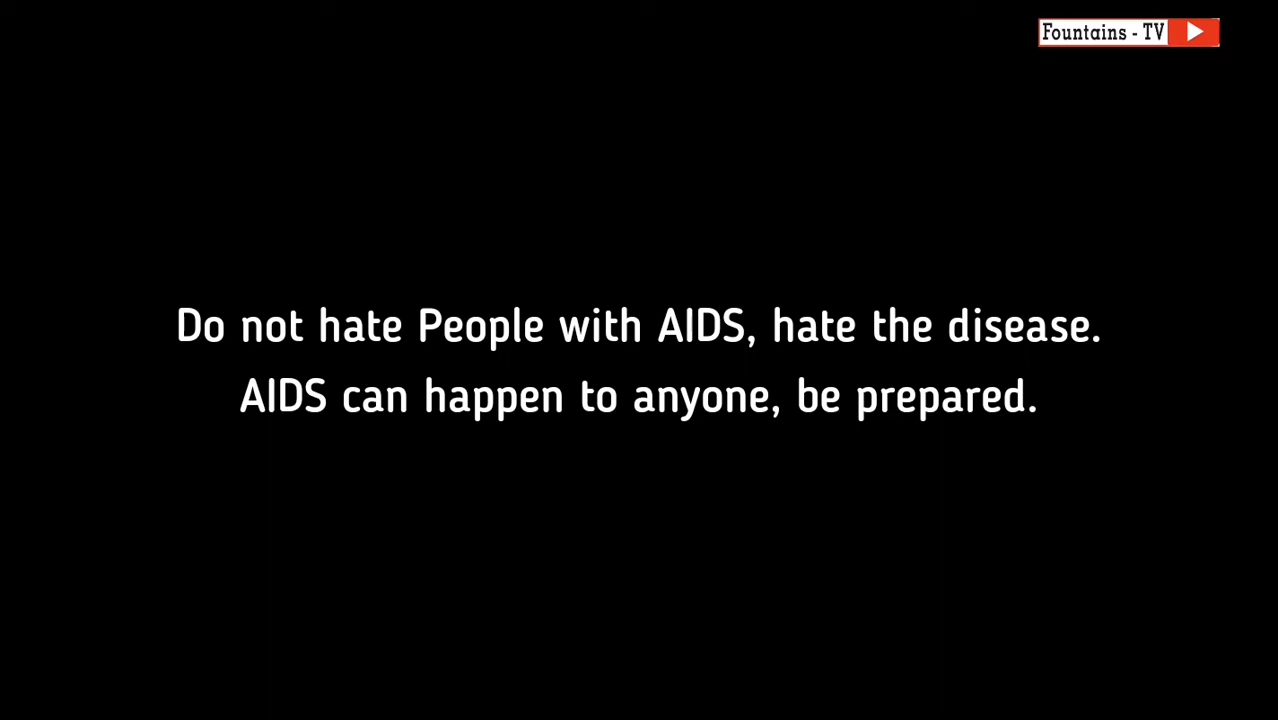 Fountains - TV
Do not hate People with AIDS, hate the disease.
AIDS can happen to anyone, be prepared.